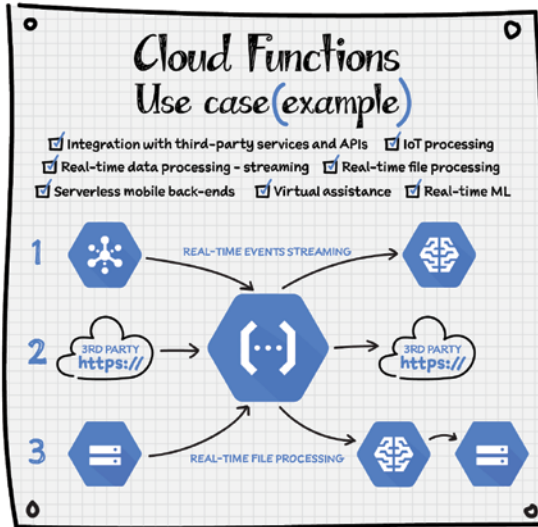 Cloud Functions
Use case (example)
Integration with third-party services and APIs IoT processing
Real-time data processing - streaming Real-time file processing
Serverless mobile back-ends Virtual assistance Real-time ML
1 REAL-TIME EVENTS STREAMING
2 3RD PARTY https:// (...) 3RD PARTY https://
3 REAL-TIME FILE PROCESSING